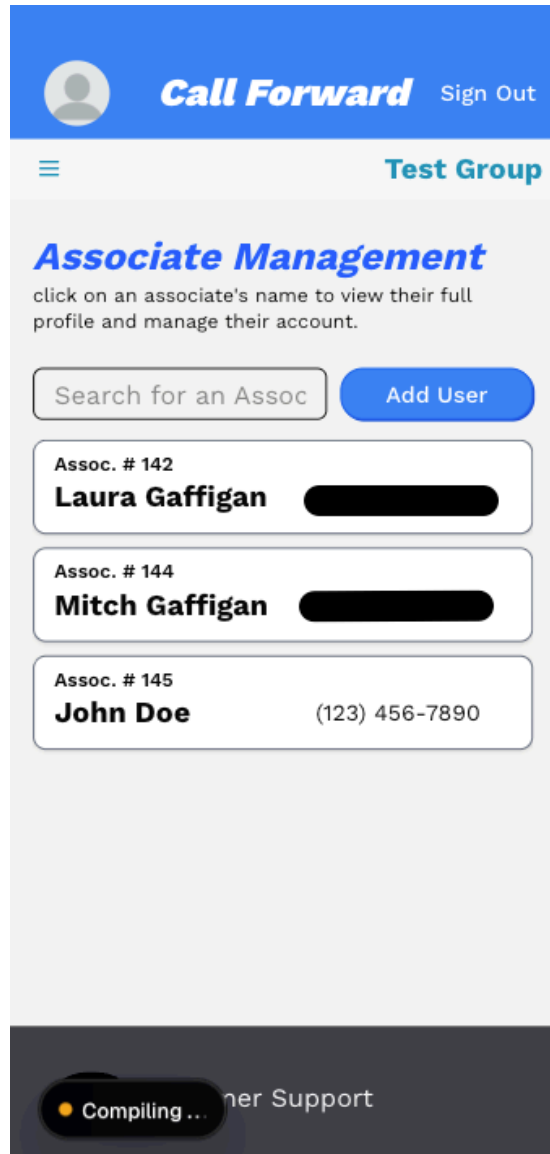 Call Forward
Sign Out
Test Group
Associate Management
click on an associate's name to view their full
profile and manage their account.
Search for an Assoc
Add User
Assoc. # 142
Laura Gaffigan
Assoc. # 144
Mitch Gaffigan
Assoc. # 145
John Doe
(123) 456-7890
Support
Compiling ...